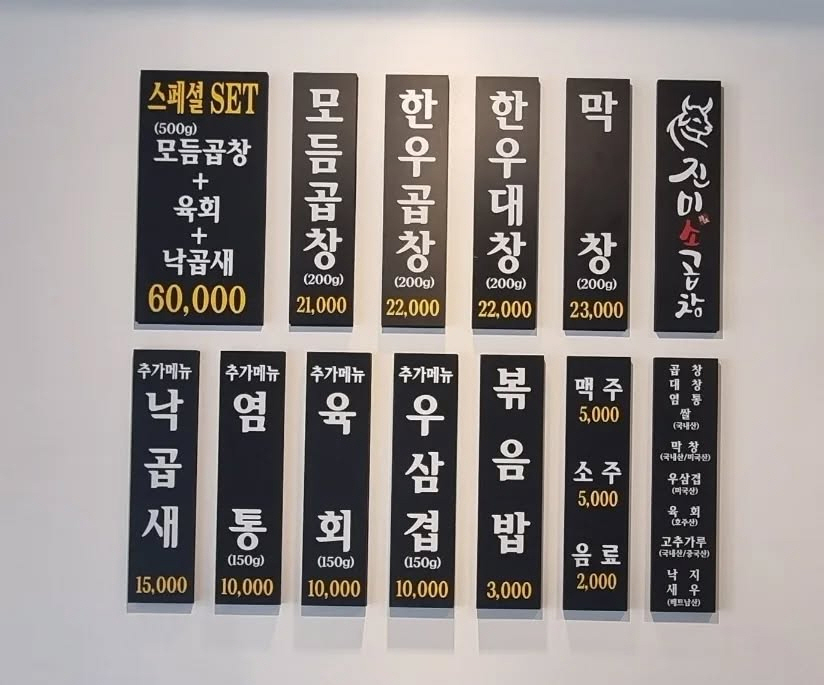 스페셜 SET
(500g)
모듬곱창
+
육회
+
낙곱새
60,000
모듬곱창
(200g)
21,000
한우곱창
(200g)
22,000
한우대창
(200g)
22,000
막창
(200g)
23,000
진미소곱창
추가메뉴
낙곱새
15,000
추가메뉴
염통
(150g)
10,000
추가메뉴
육회
(150g)
10,000
추가메뉴
우삼겹
(150g)
10,000
볶음밥
3,000
맥주
5,000
소주
5,000
음료
2,000
곱창
대창
염통
쌀
(국내산)
막창
(국내산/미국산)
우삼겹
(미국산)
육회
(호주산)
고추가루
(국내산/중국산)
낙지
새우
(베트남산)